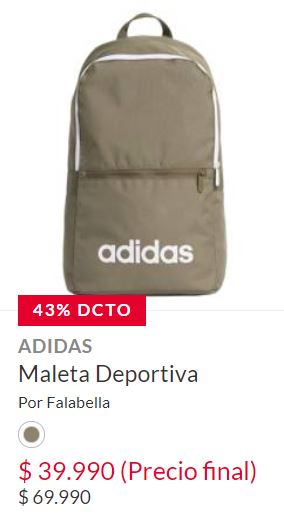 adidas
43% DCTO
ADIDAS
Maleta Deportiva
Por Falabella
$ 39.990 (Precio final)
$ 69.990